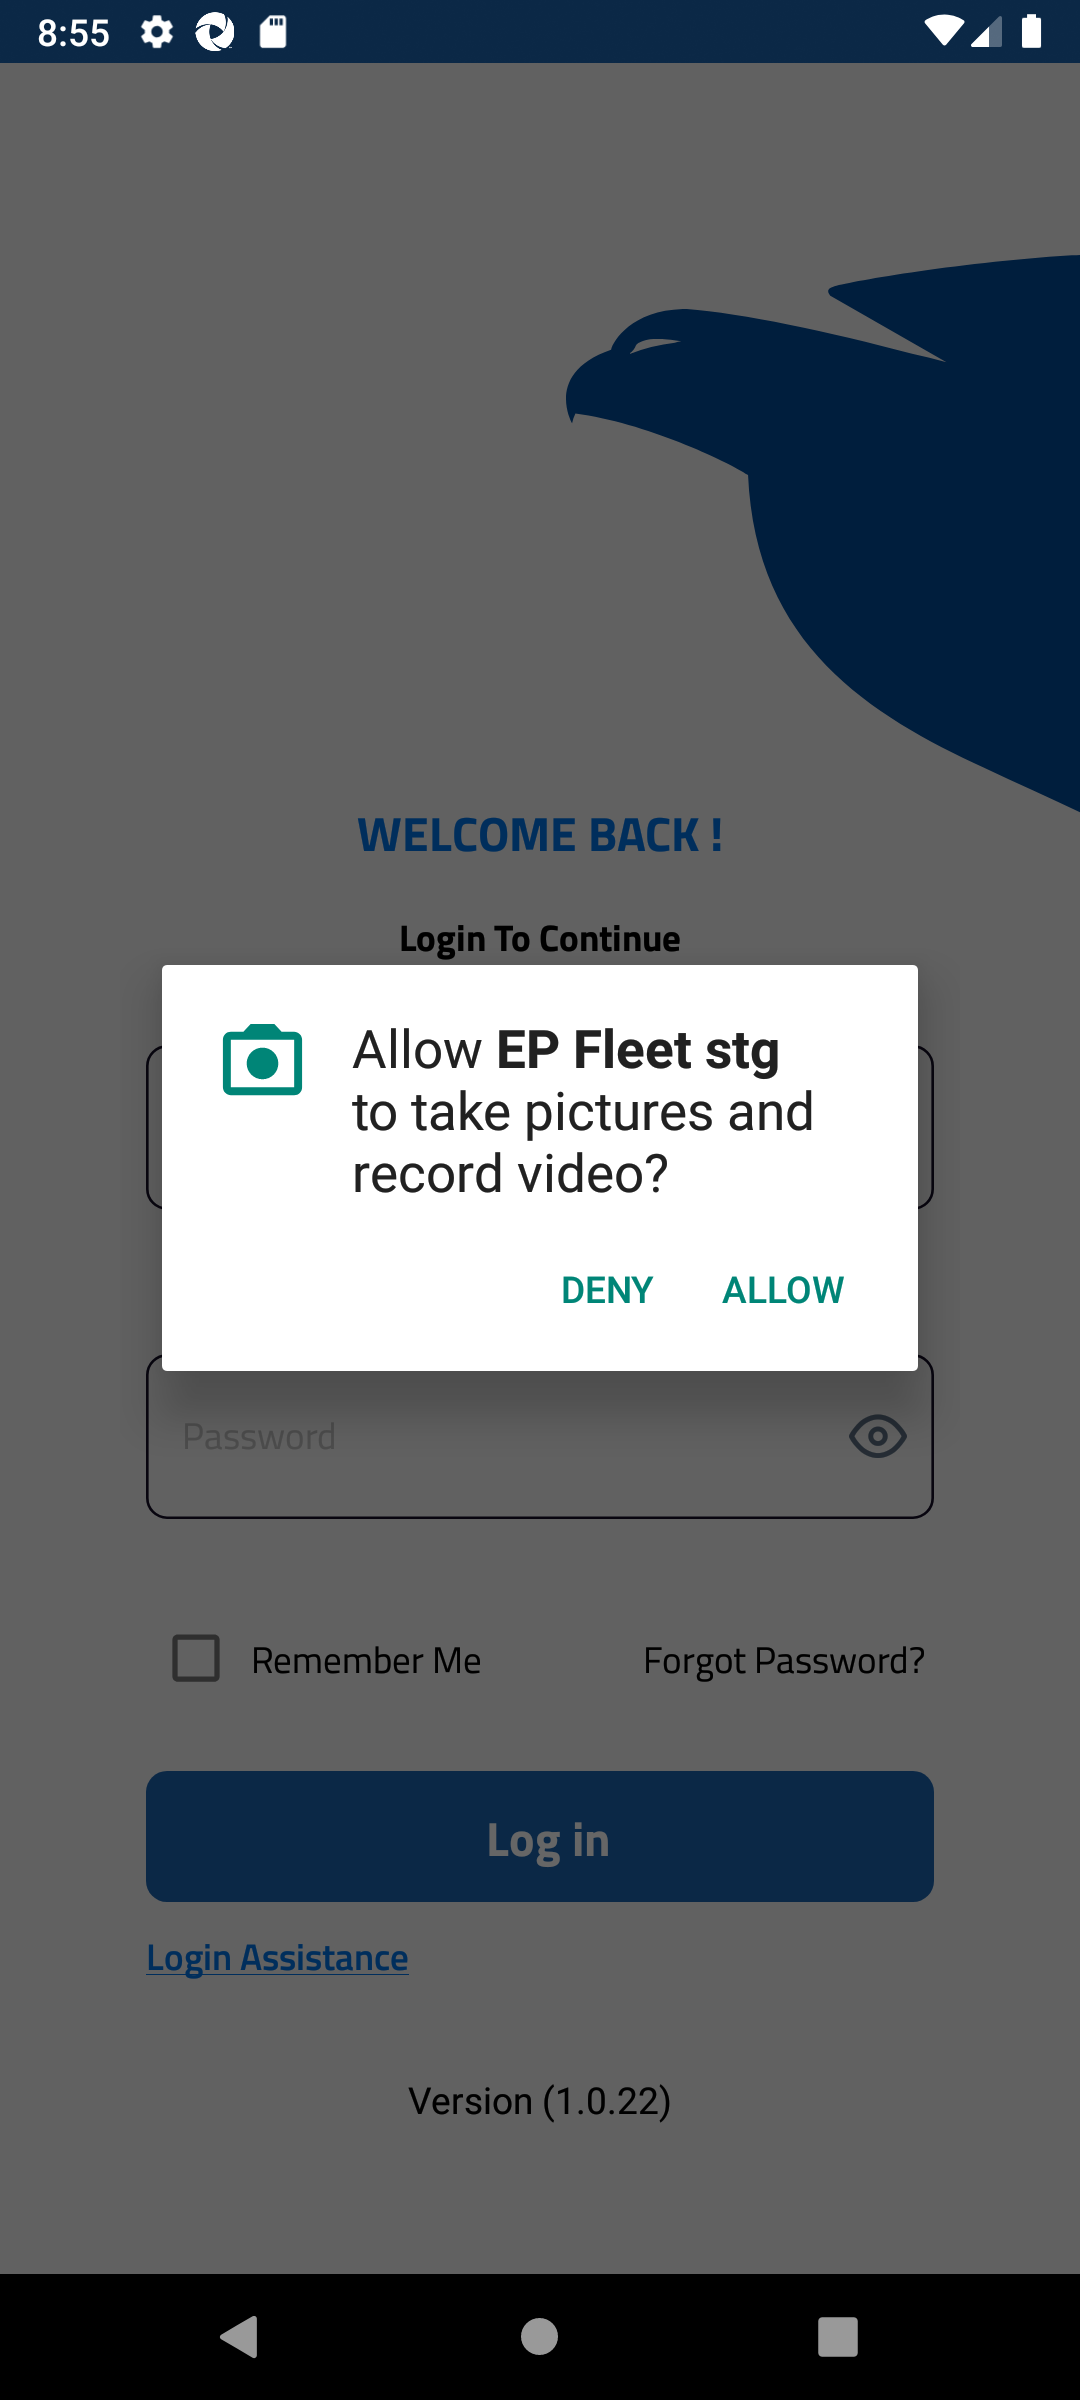 8:55
WELCOME BACK !
Login To Continue
Allow EP Fleet stg
to take pictures and
record video?
DENY ALLOW
Password
Remember Me Forgot Password?
Log in
Login Assistance
Version (1.0.22)